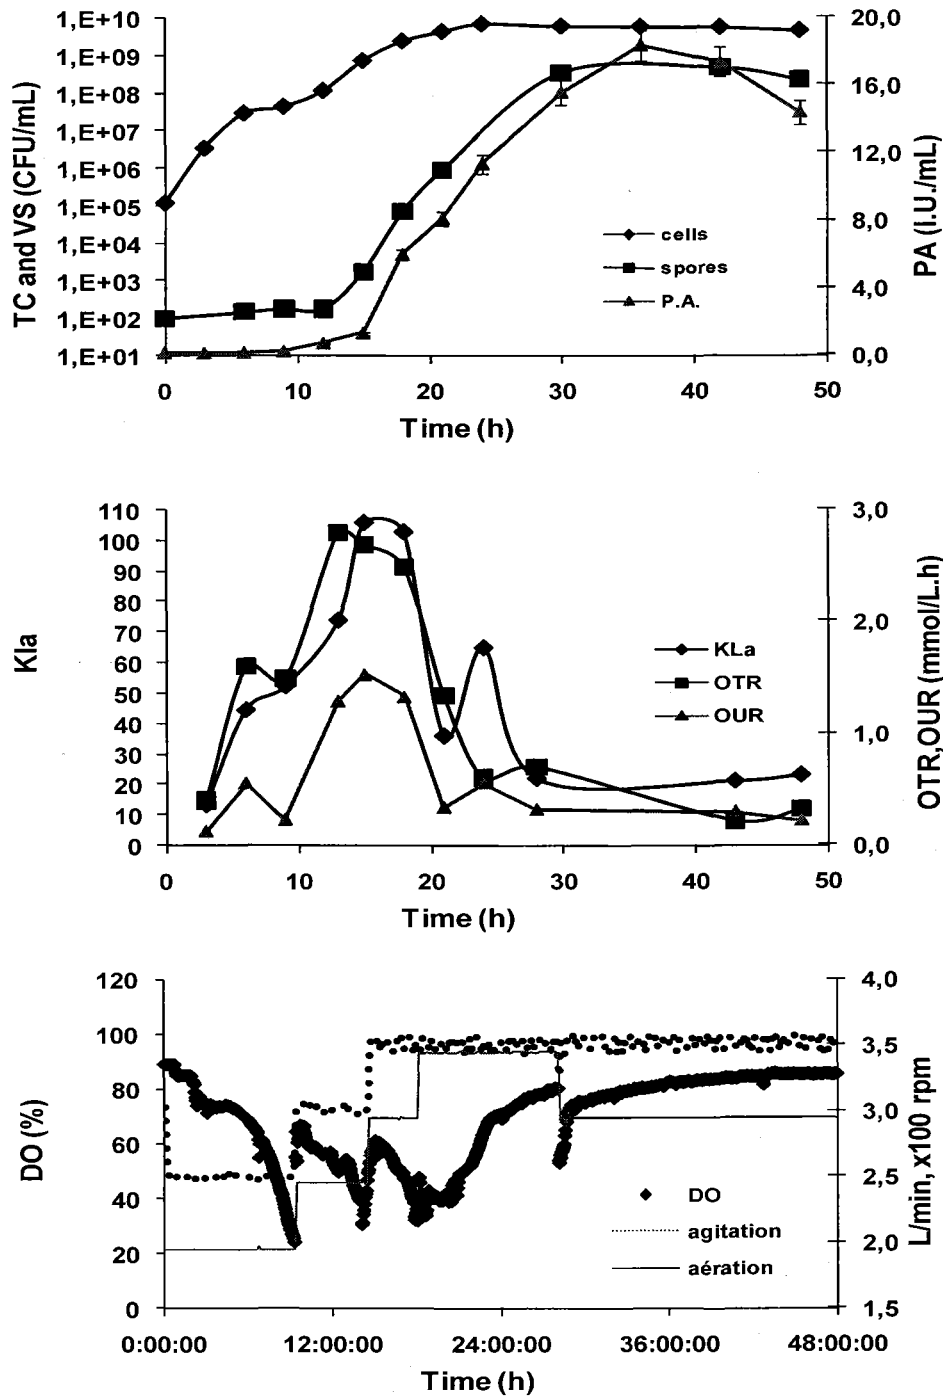 1,E+10
1,E+09
1,E+08
1,E+07
1,E+06
1,E+05
1,E+04
1,E+03
1,E+02
1,E+01
TC and VS (CFU/mL)
20,0
16,0
12,0
8,0
4,0
0,0
PA (I.U./mL)
cells
spores
P.A.
0 10 20 30 40 50
Time (h)
110
100
90
80
70
60
50
40
30
20
10
0
Kla
3,0
2,0
1,0
0,0
OTR,OUR (mmol/L.h)
KLa
OTR
OUR
0 10 20 30 40 50
Time (h)
120
100
80
60
40
20
0
DO (%)
4,0
3,5
3,0
2,5
2,0
1,5
L/min, x100 rpm
DO
agitation
aération
0:00:00 12:00:00 24:00:00 36:00:00 48:00:00
Time (h)